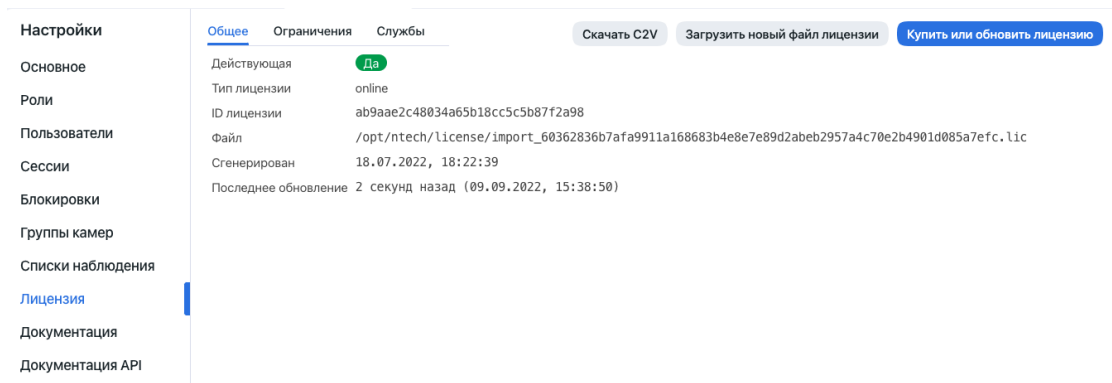 Настройки
Основное
Роли
Пользователи
Сессии
Блокировки
Группы камер
Списки наблюдения
Лицензия
Документация
Документация API
Общее Ограничения Службы
Скачать C2V Загрузить новый файл лицензии Купить или обновить лицензию
Действующая Да
Тип лицензии online
ID лицензии ab9aae2c48034a65b18cc5c5b87f2a98
Файл /opt/ntech/license/import_60362836b7afa9911a168683b4e8e7e89d2abeb2957a4c70e2b4901d085a7efc.lic
Сгенерирован 18.07.2022, 18:22:39
Последнее обновление 2 секунд назад (09.09.2022, 15:38:50)